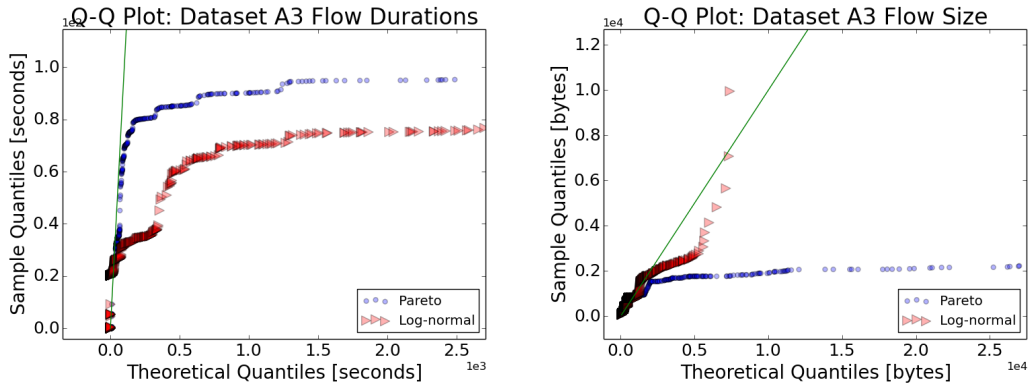 Q-Q Plot: Dataset A3 Flow Durations
1e2
1.0
0.8
0.6
0.4
0.2
0.0
Sample Quantiles [seconds]
0.0 0.5 1.0 1.5 2.0 2.5
1e3
Theoretical Quantiles [seconds]
Pareto
Log-normal
Q-Q Plot: Dataset A3 Flow Size
1e4
1.2
1.0
0.8
0.6
0.4
0.2
0.0
Sample Quantiles [bytes]
0.0 0.5 1.0 1.5 2.0 2.5
1e4
Theoretical Quantiles [bytes]
Pareto
Log-normal